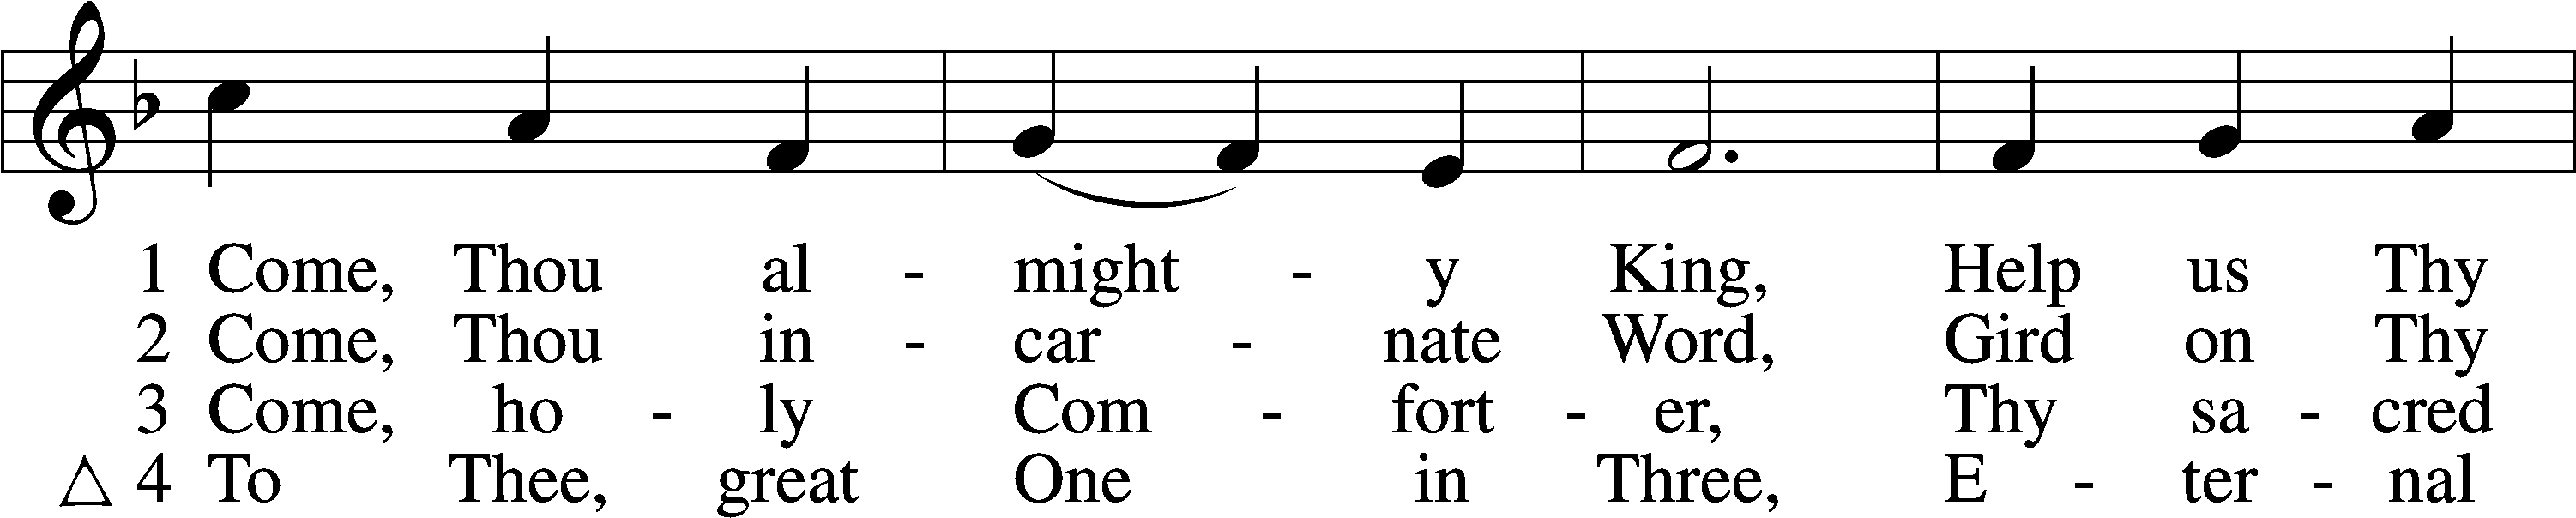 1 Come, Thou al - might - y King, Help us Thy
2 Come, Thou in - car - nate Word, Gird on Thy
3 Come, ho - ly Com - fort - er, Thy sa - cred
△ 4 To Thee, great One in Three, E - ter - nal